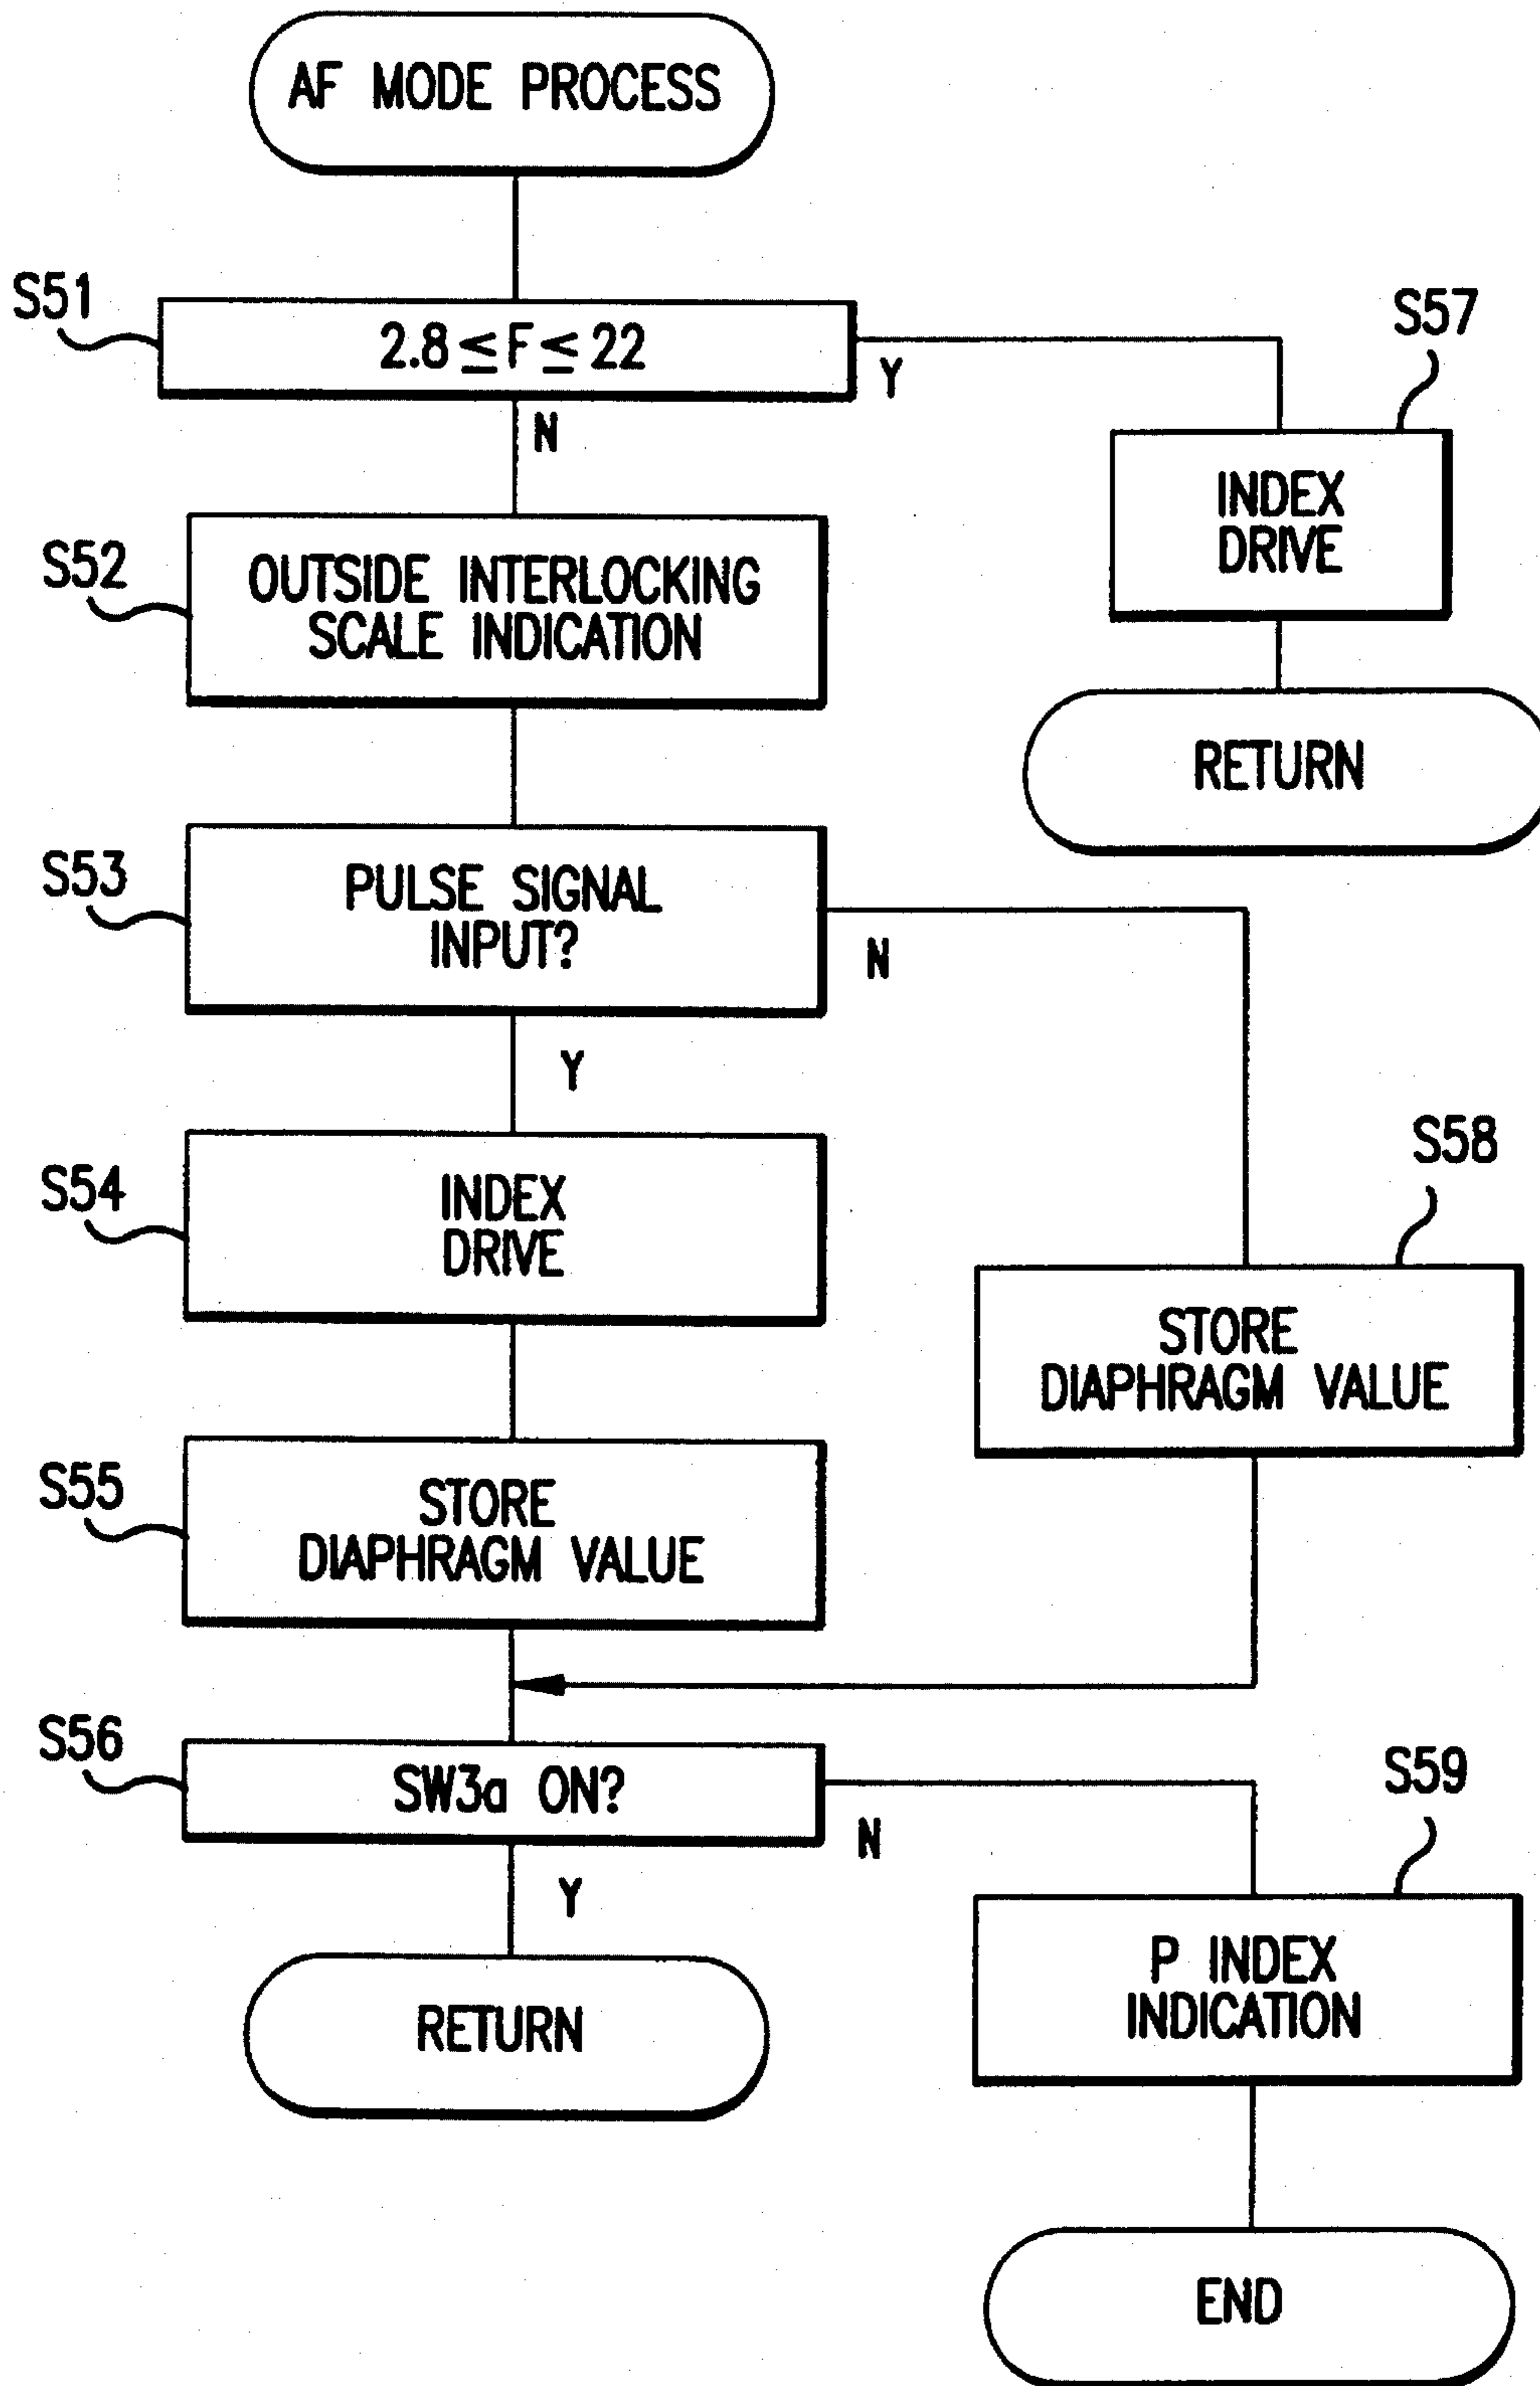 AF MODE PROCESS
S51
2.8 ≤ F ≤ 22
Y
N
S57
INDEX
DRIVE
RETURN
S52
OUTSIDE INTERLOCKING
SCALE INDICATION
S53
PULSE SIGNAL
INPUT?
N
Y
S54
INDEX
DRIVE
S58
STORE
DIAPHRAGM VALUE
S55
STORE
DIAPHRAGM VALUE
S56
SW3a ON?
N
Y
RETURN
S59
P INDEX
INDICATION
END